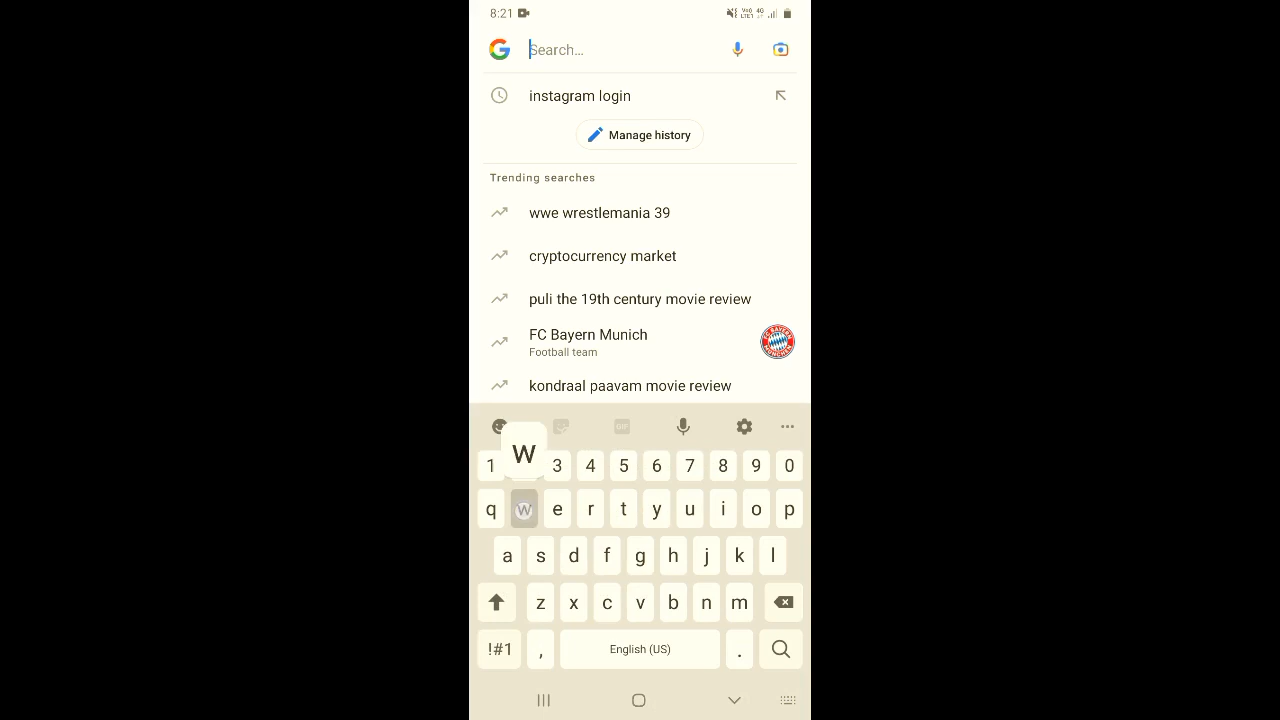 8:21
Search...
instagram login
Manage history
Trending searches
wwe wrestlemania 39
cryptocurrency market
puli the 19th century movie review
FC Bayern Munich
Football team
kondraal paavam movie review
GIF
W
1 3 4 5 6 7 8 9 0
q w e r t y u i o p
a s d f g h j k l
z x c v b n m
!#1 , English (US) .